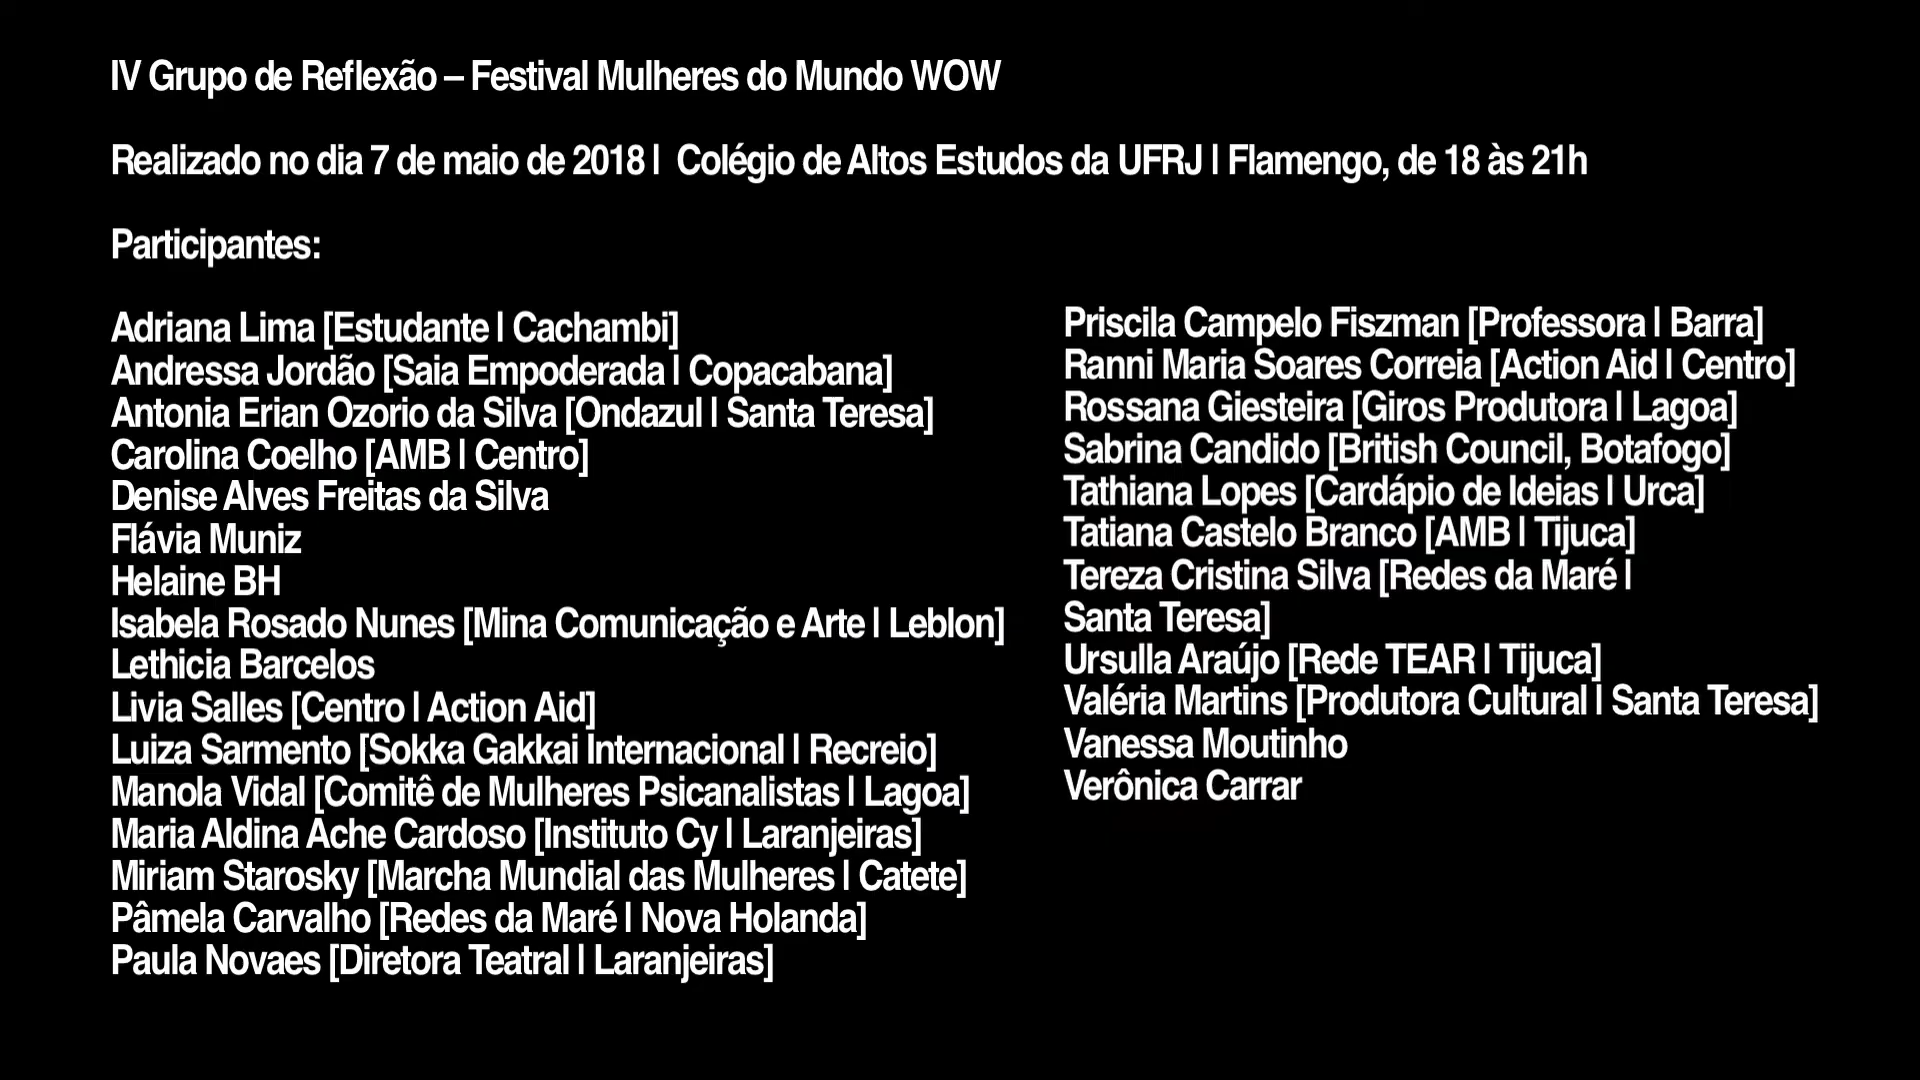 IV Grupo de Reflexão – Festival Mulheres do Mundo WOW
Realizado no dia 7 de maio de 2018 | Colégio de Altos Estudos da UFRJ | Flamengo, de 18 às 21h
Participantes:
Adriana Lima [Estudante | Cachambi]
Andressa Jordão [Saia Empoderada | Copacabana]
Antonia Erian Ozorio da Silva [Ondazul | Santa Teresa]
Carolina Coelho [AMB | Centro]
Denise Alves Freitas da Silva
Flávia Muniz
Helaine BH
Isabela Rosado Nunes [Mina Comunicação e Arte | Leblon]
Lethicia Barcelos
Livia Salles [Centro | Action Aid]
Luiza Sarmento [Sokka Gakkai Internacional | Recreio]
Manola Vidal [Comitê de Mulheres Psicanalistas | Lagoa]
Maria Aldina Ache Cardoso [Instituto Cy | Laranjeiras]
Miriam Starosky [Marcha Mundial das Mulheres | Catete]
Pâmela Carvalho [Redes da Maré | Nova Holanda]
Paula Novaes [Diretora Teatral | Laranjeiras]
Priscila Campelo Fiszman [Professora | Barra]
Ranni Maria Soares Correia [Action Aid | Centro]
Rossana Giesteira [Giros Produtora | Lagoa]
Sabrina Candido [British Council, Botafogo]
Tathiana Lopes [Cardápio de Ideias | Urca]
Tatiana Castelo Branco [AMB | Tijuca]
Tereza Cristina Silva [Redes da Maré |
Santa Teresa]
Ursulla Araújo [Rede TEAR | Tijuca]
Valéria Martins [Produtora Cultural | Santa Teresa]
Vanessa Moutinho
Verônica Carrar